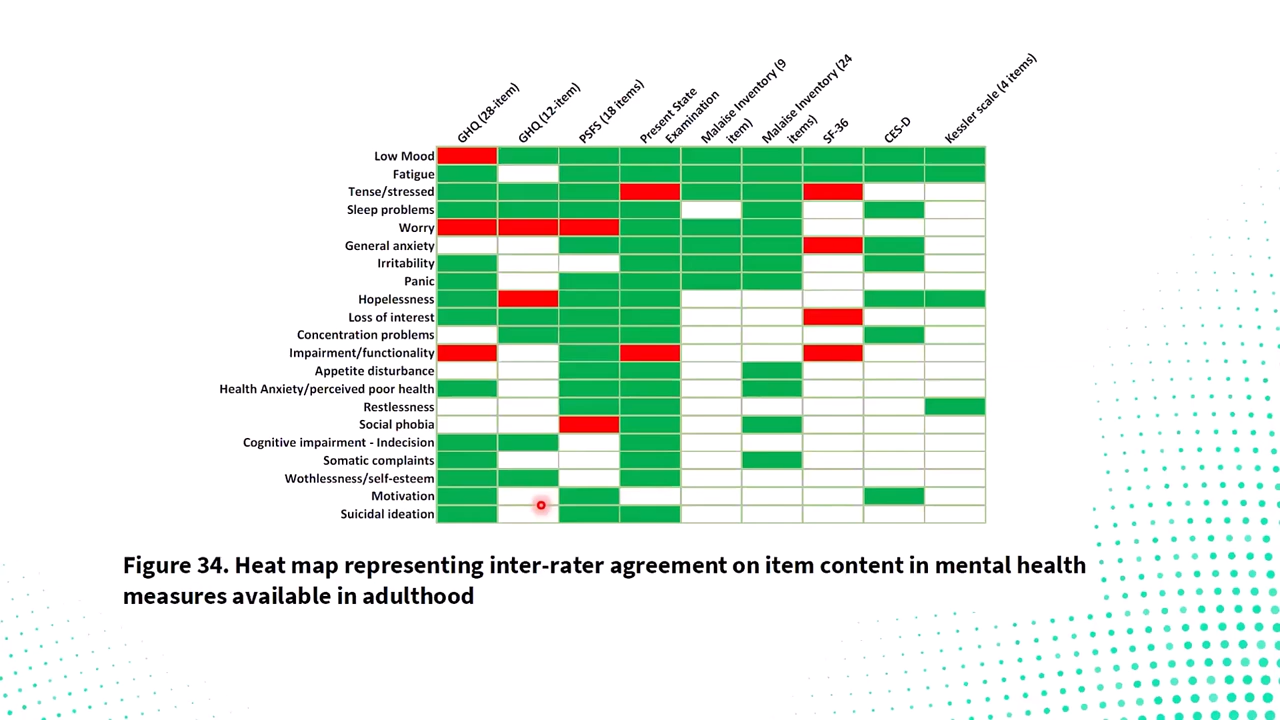 GHQ (28-item)
GHQ (12-item)
PSFS (18 items)
Present State
Examination
Malaise Inventory (9
item)
Malaise Inventory (24
items)
SF-36
CES-D
Kessler scale (4 items)
Low Mood
Fatigue
Tense/stressed
Sleep problems
Worry
General anxiety
Irritability
Panic
Hopelessness
Loss of interest
Concentration problems
Impairment/functionality
Appetite disturbance
Health Anxiety/perceived poor health
Restlessness
Social phobia
Cognitive impairment - Indecision
Somatic complaints
Wothlessness/self-esteem
Motivation
Suicidal ideation
Figure 34. Heat map representing inter-rater agreement on item content in mental health
measures available in adulthood